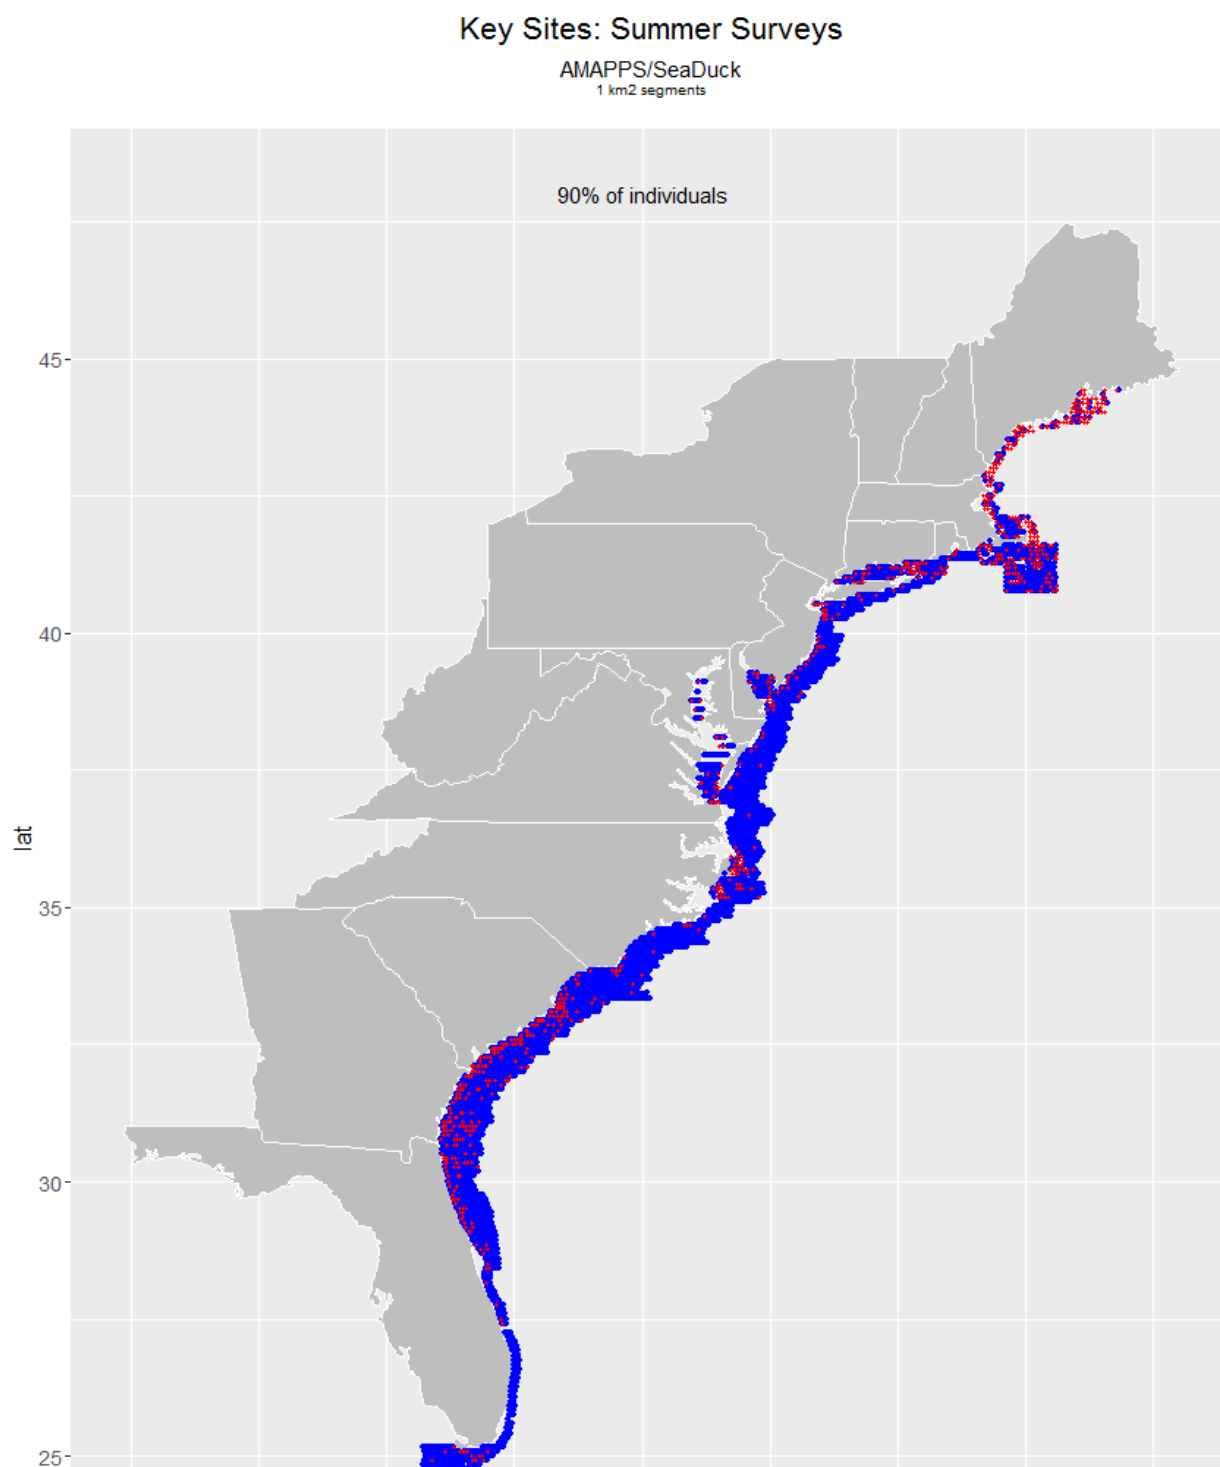 Key Sites: Summer Surveys
AMAPPS/SeaDuck
1 km2 segments
90% of individuals
45
40
lat
35
30
25